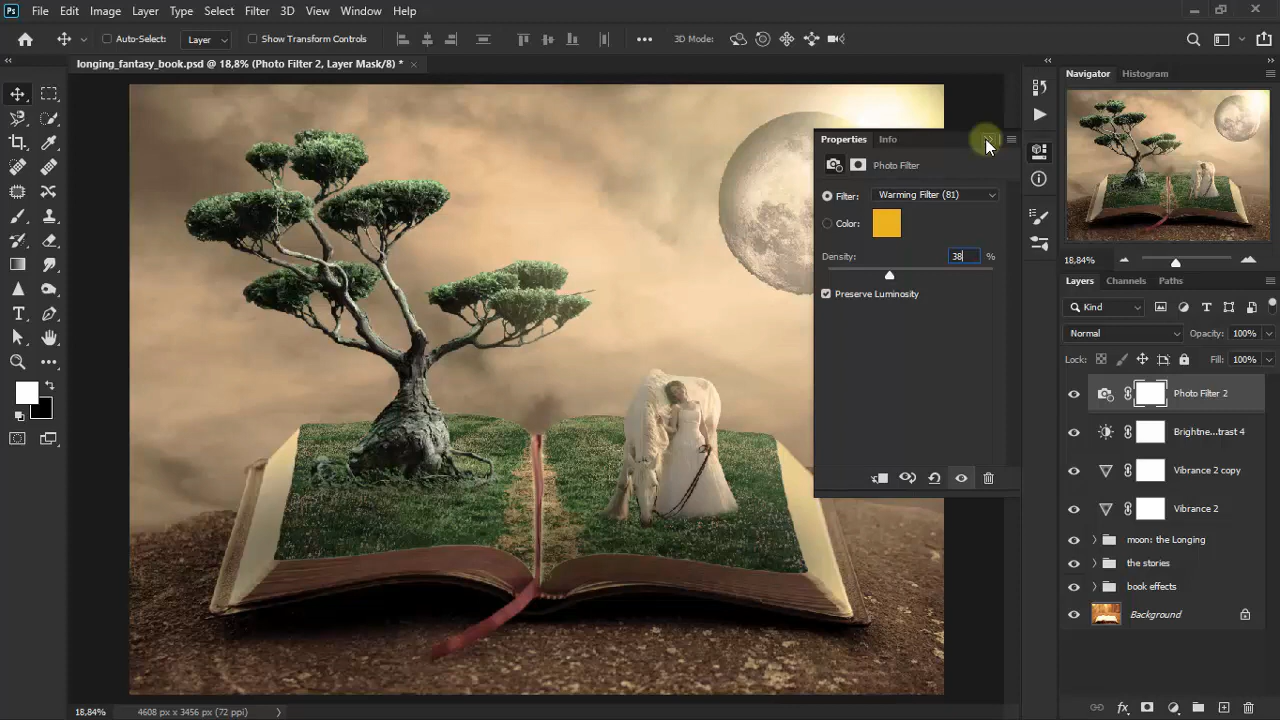 Ps File Edit Image Layer Type Select Filter 3D View Window Help
Auto-Select: Layer Show Transform Controls 3D Mode:
longing_fantasy_book.psd @ 18,8% (Photo Filter 2, Layer Mask/8) *
Navigator Histogram
Properties Info
Photo Filter
Filter: Warming Filter (81)
Color:
Density: 38 %
Preserve Luminosity
18,84%
Layers Channels Paths
Kind
Normal Opacity: 100%
Lock: Fill: 100%
Photo Filter 2
Brightne...trast 4
Vibrance 2 copy
Vibrance 2
moon: the Longing
the stories
book effects
Background
18,84% 4608 px x 3456 px (72 ppi)